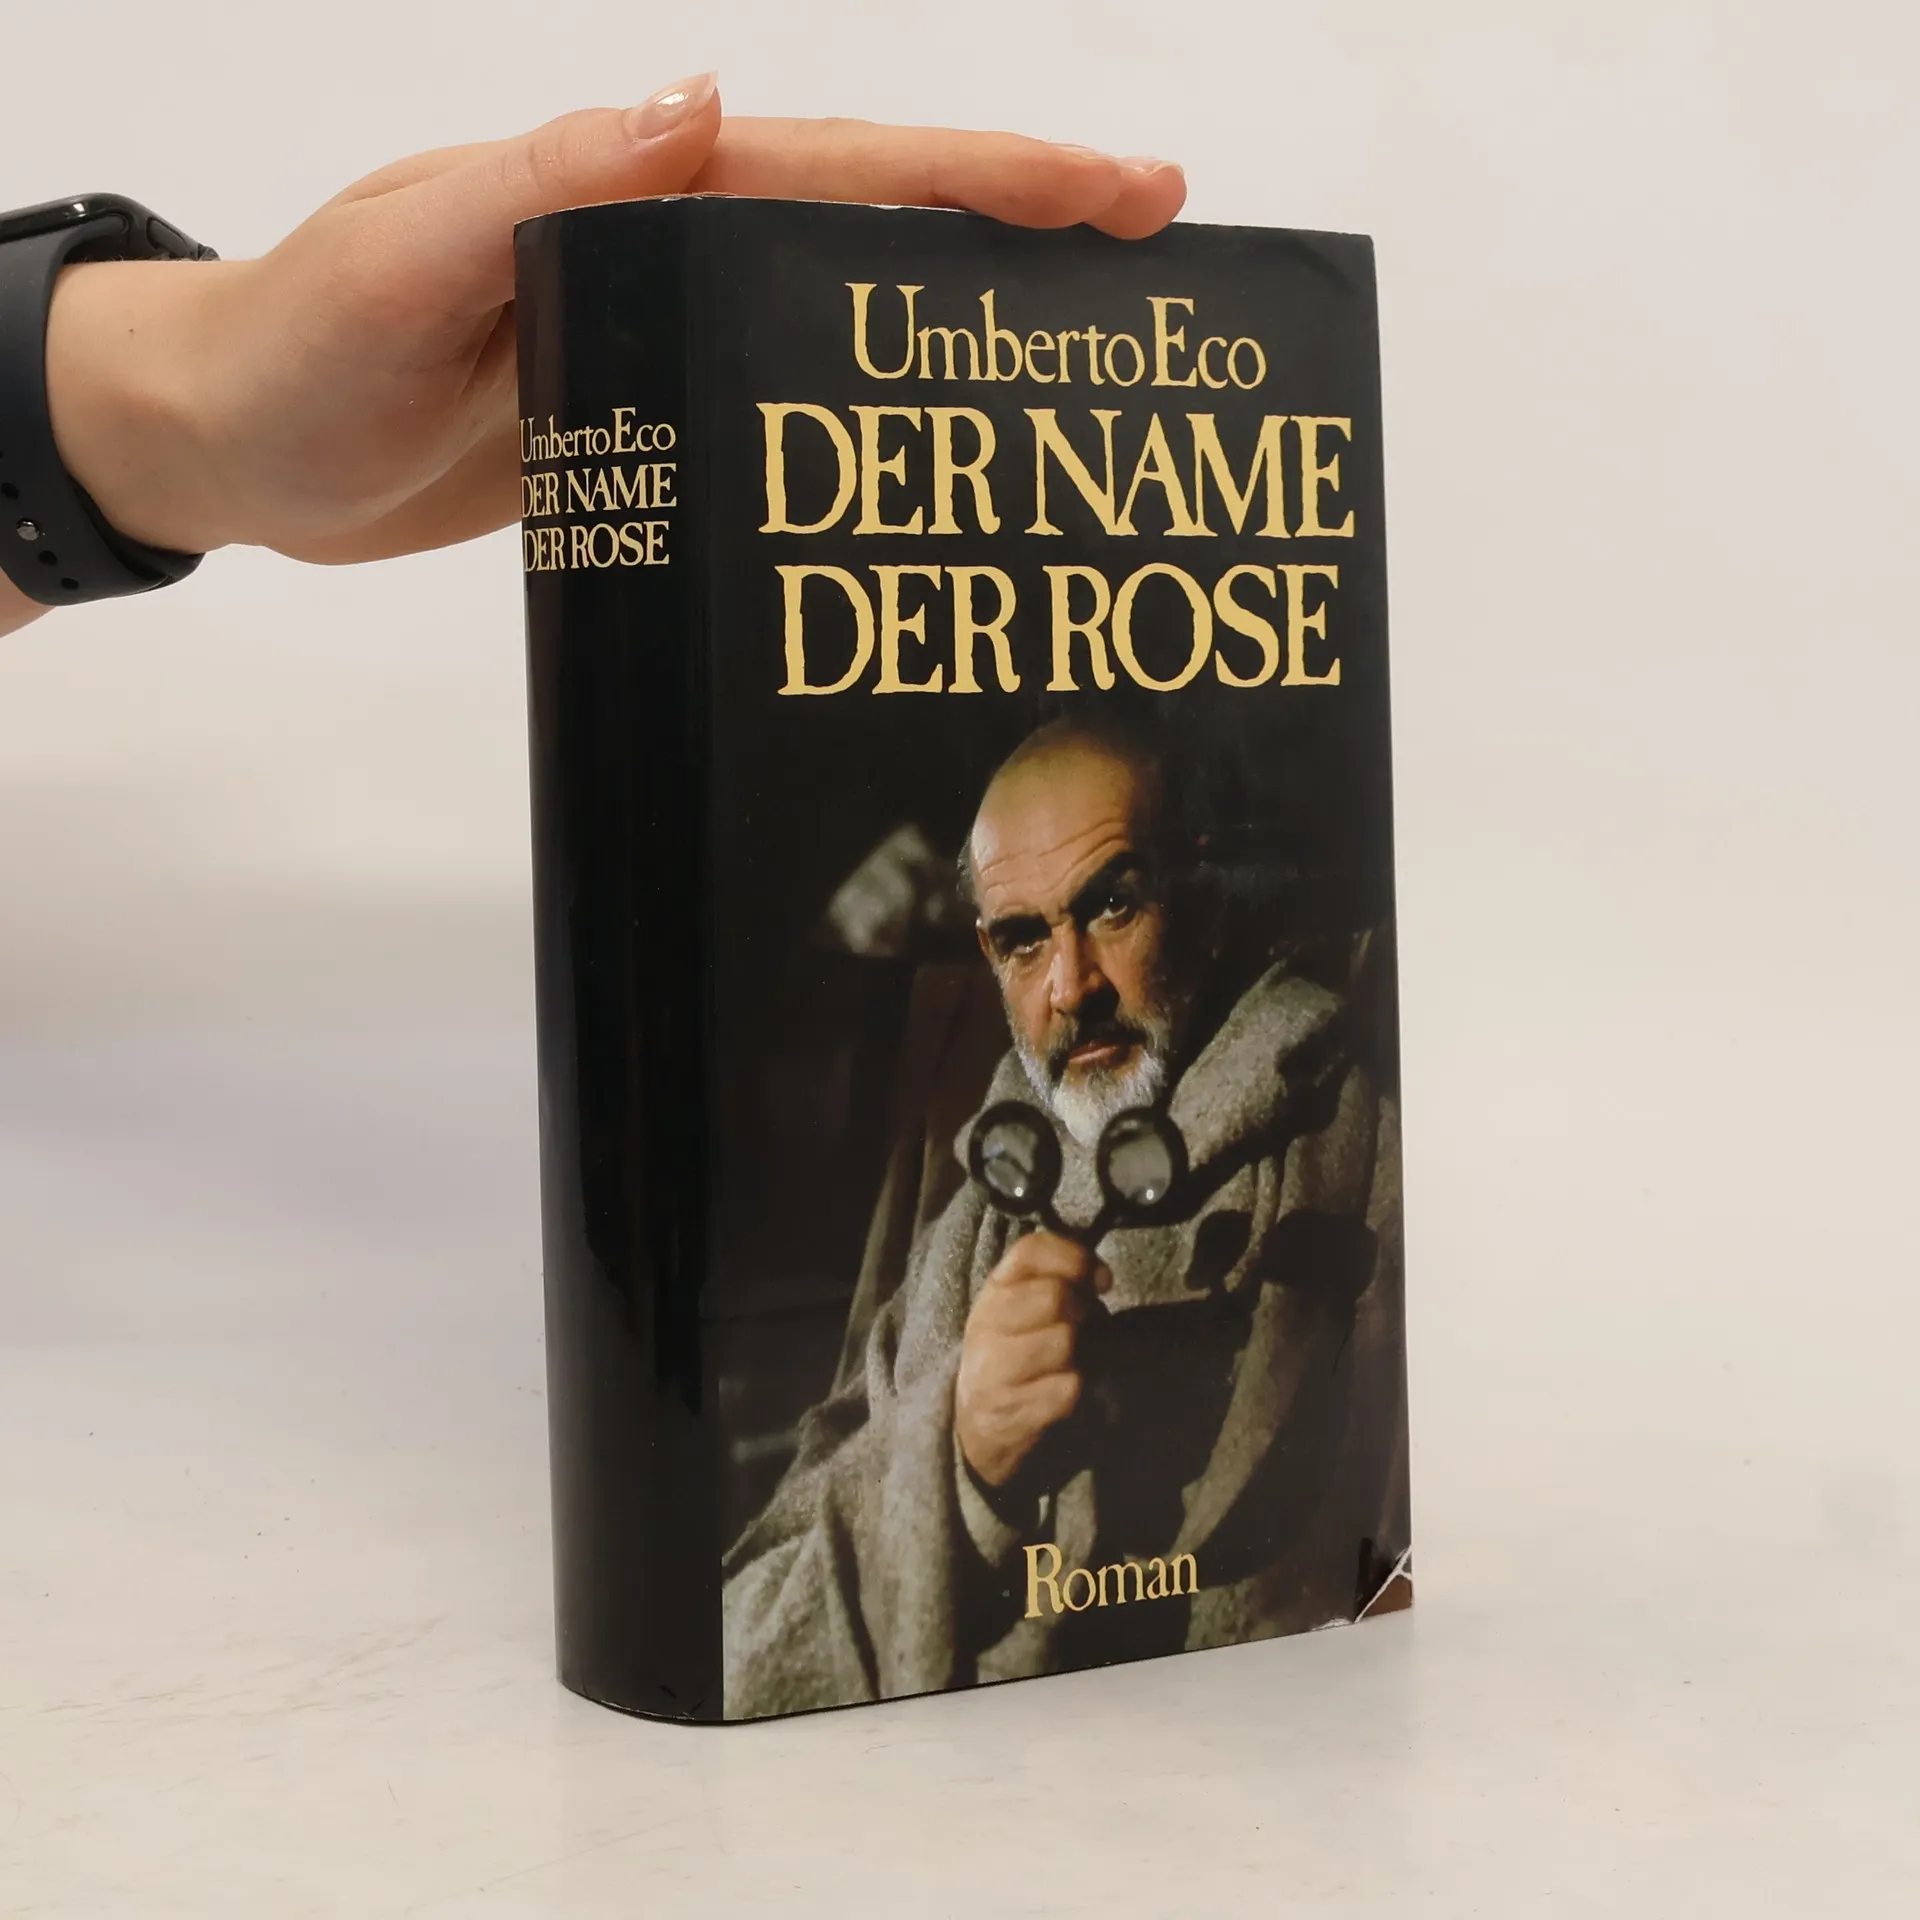 Umberto Eco
DER NAME
DER ROSE
Umberto Eco
DER NAME
DER ROSE
Roman